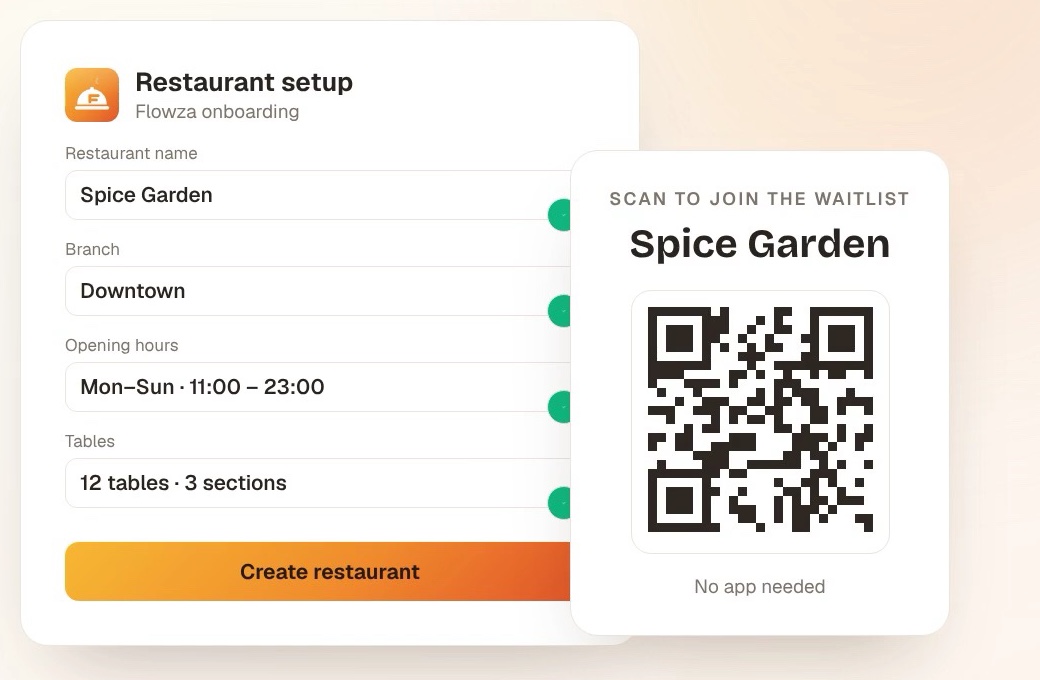 Restaurant setup
Flowza onboarding
Restaurant name
Spice Garden
Branch
Downtown
Opening hours
Mon–Sun · 11:00 – 23:00
Tables
12 tables · 3 sections
Create restaurant
SCAN TO JOIN THE WAITLIST
Spice Garden
No app needed